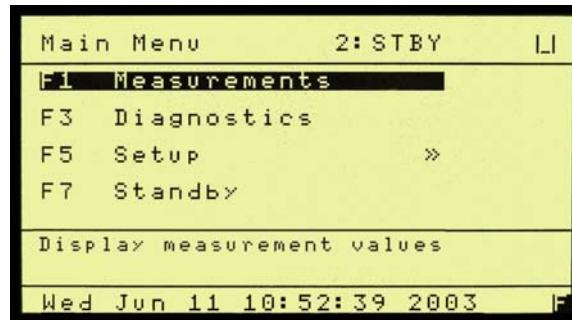 Main Menu 2:STBY
F1 Measurements
F3 Diagnostics
F5 Setup »
F7 Standby
Display measurement values
Wed Jun 11 10:52:39 2003 F